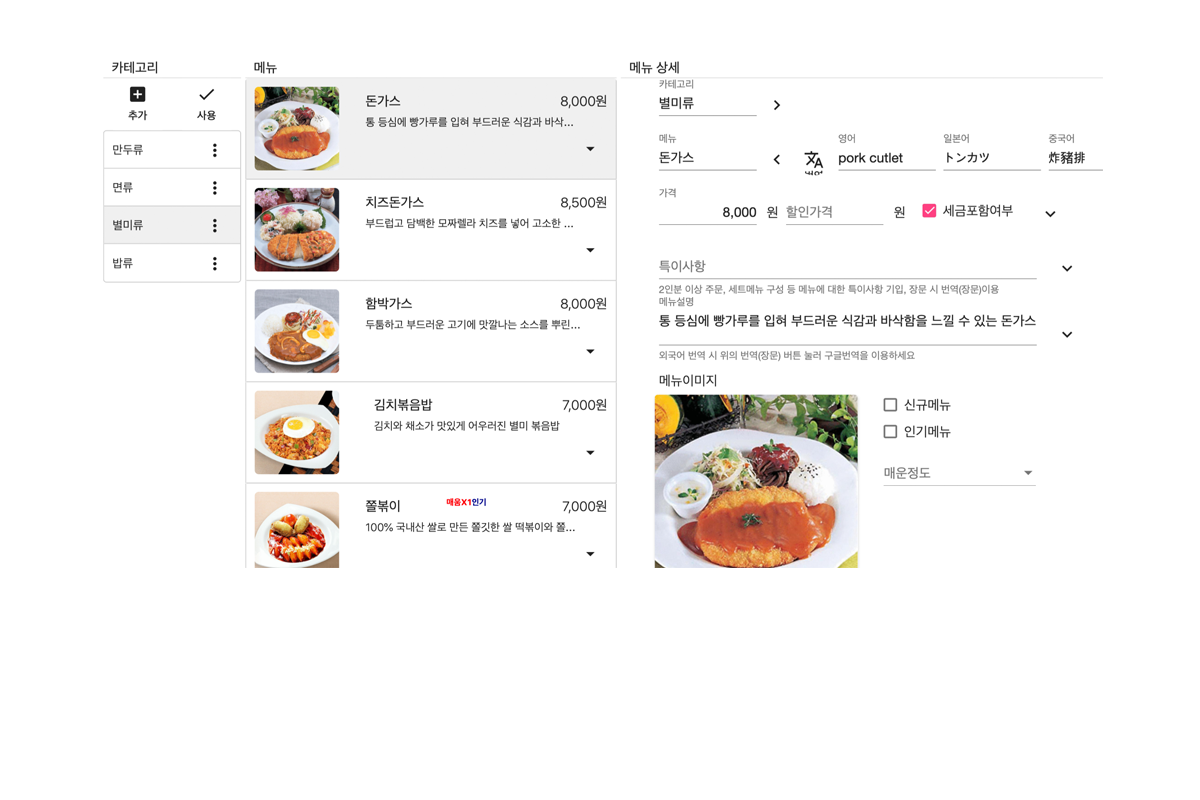 카테고리
추가
사용
만두류
면류
별미류
밥류
메뉴
돈가스 8,000원
통 등심에 빵가루를 입혀 부드러운 식감과 바삭...
치즈돈가스 8,500원
부드럽고 담백한 모짜렐라 치즈를 넣어 고소한 ...
함박가스 8,000원
두툼하고 부드러운 고기에 맛깔나는 소스를 뿌린...
김치볶음밥 7,000원
김치와 채소가 맛있게 어우러진 별미 볶음밥
쫄볶이 매움X1인기 7,000원
100% 국내산 쌀로 만든 쫄깃한 쌀 떡볶이와 쫄...
메뉴 상세
카테고리
별미류
메뉴
돈가스
영어
pork cutlet
일본어
トンカツ
중국어
炸豬排
가격
8,000 원 할인가격 원 세금포함여부
특이사항
2인분 이상 주문, 세트메뉴 구성 등 메뉴에 대한 특이사항 기입, 장문 시 번역(장문)이용
메뉴설명
통 등심에 빵가루를 입혀 부드러운 식감과 바삭함을 느낄 수 있는 돈가스
외국어 번역 시 위의 번역(장문) 버튼 눌러 구글번역을 이용하세요
메뉴이미지
신규메뉴
인기메뉴
매운정도